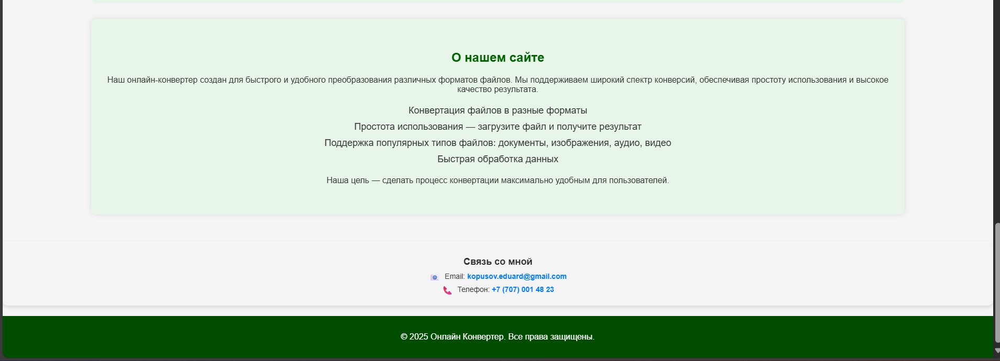 О нашем сайте
Наш онлайн-конвертер создан для быстрого и удобного преобразования различных форматов файлов. Мы поддерживаем широкий спектр конверсий, обеспечивая простоту использования и высокое
качество результата.
Конвертация файлов в разные форматы
Простота использования — загрузите файл и получите результат
Поддержка популярных типов файлов: документы, изображения, аудио, видео
Быстрая обработка данных
Наша цель — сделать процесс конвертации максимально удобным для пользователей.
Связь со мной
Email: kopusov.eduard@gmail.com
Телефон: +7 (707) 001 48 23
© 2025 Онлайн Конвертер. Все права защищены.